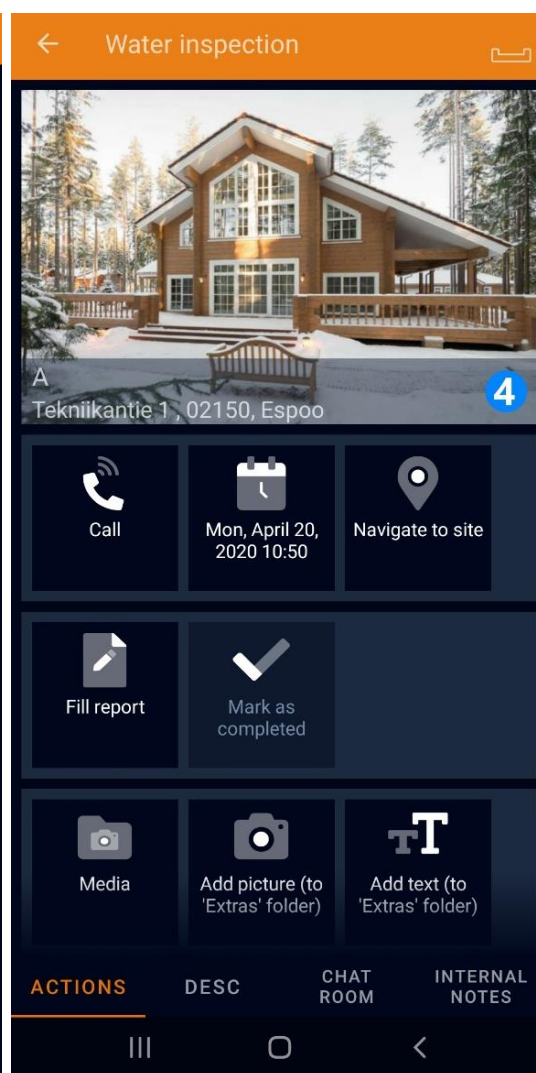 Water inspection
A
Tekniikantie 1 , 02150, Espoo
4
Call
Mon, April 20,
2020 10:50
Navigate to site
Fill report
Mark as
completed
Media
Add picture (to
'Extras' folder)
Add text (to
'Extras' folder)
ACTIONS
DESC
CHAT
ROOM
INTERNAL
NOTES